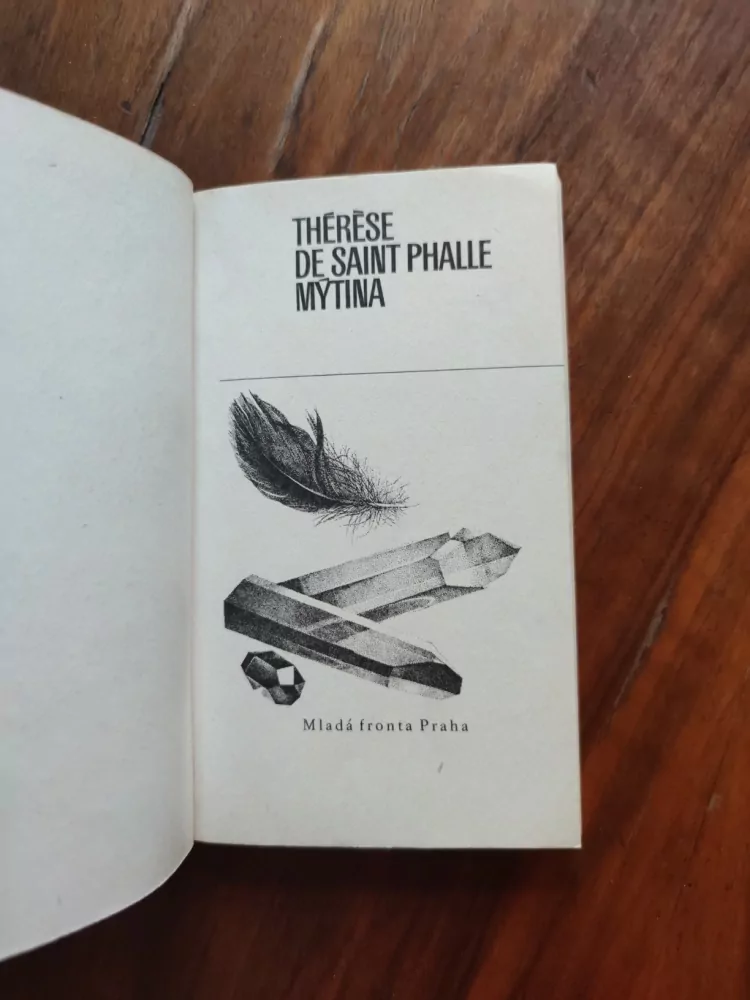 THÉRÈSE
DE SAINT PHALLE
MÝTINA
Mladá fronta Praha